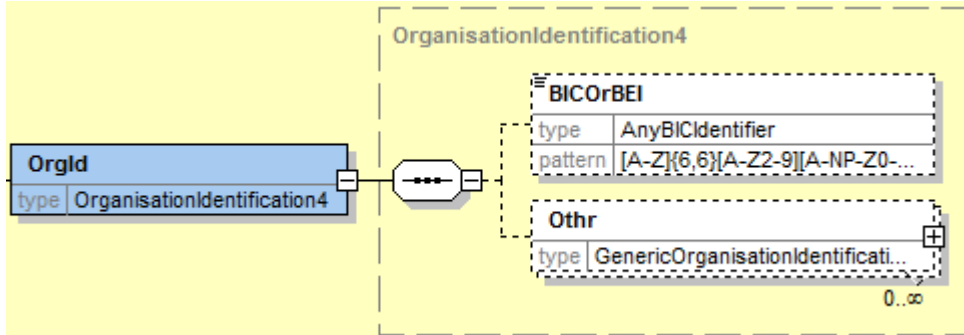 OrganisationIdentification4
BICOrBEI
type AnyBICIdentifier
pattern [A-Z]{6,6}[A-Z2-9][A-NP-Z0-...
OrgId
type OrganisationIdentification4
Othr
type GenericOrganisationIdentificati...
0..∞